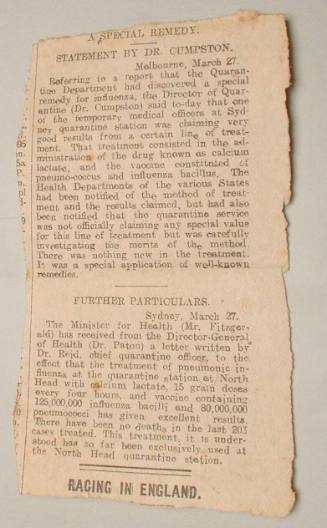 A SPECIAL REMEDY.
STATEMENT BY DR. CUMPSTON.
Melbourne, March 27.
Referring to a report that the Quaran-
tine Department had discovered a special
remedy for influenza, the Director of Quar-
antine (Dr. Cumpston) said to-day that one
of the temporary medical officers at Syd-
ney quarantine station was claiming very
good results from a certain line of treat-
ment. That treatment consisted in the ad-
ministration of the drug known as calcium
lactate, and the vaccine constituted of
pneumo-coccus and influenza bacillus. The
Health Departments of the various States
had been notified of the method of treat-
ment and the results claimed, but had also
been notified that the quarantine service
was not officially claiming any special value
for this line of treatment but was carefully
investigating the merits of the method
There was nothing new in the treatment.
It was a special application of well-known
remedies.
FURTHER PARTICULARS.
Sydney, March 27.
The Minister for Health (Mr. Fitzger-
ald) has received from the Director-General
of Health (Dr. Paton) a letter written by
Dr. Reid, chief quarantine officer, to the
effect that the treatment of pneumonic in-
fluenza at the quarantine station at North
Head with calcium lactate, 15 grain doses
every four hours, and vaccine containing
125,000,000 influenza bacilli and 80,000,000
pneumococci has given excellent results.
There have been no deaths in the last 203
cases treated. This treatment, it is under-
stood has so far been exclusively used at
the North Head quarantine station.
RACING IN ENGLAND.